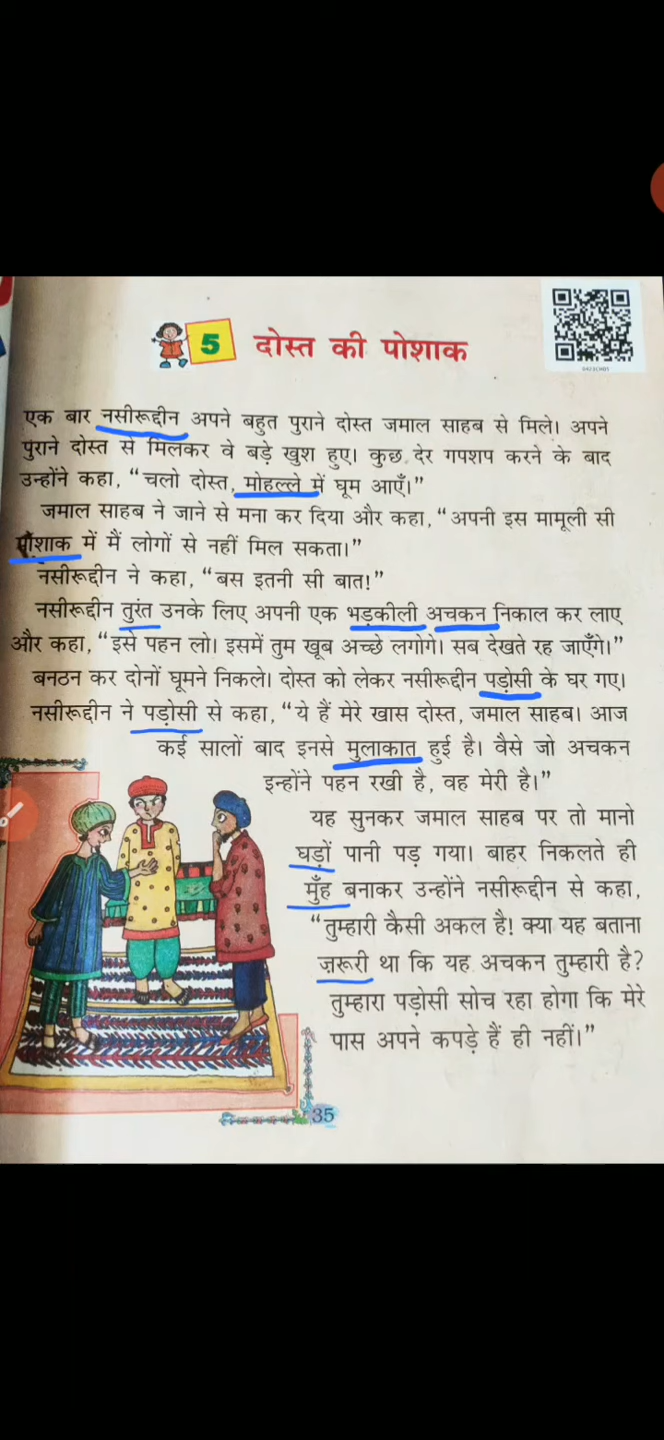 5 दोस्त की पोशाक
0423CH05
एक बार नसीरूद्दीन अपने बहुत पुराने दोस्त जमाल साहब से मिले। अपने
पुराने दोस्त से मिलकर वे बड़े खुश हुए। कुछ देर गपशप करने के बाद
उन्होंने कहा, “चलो दोस्त, मोहल्ले में घूम आएँ।”
जमाल साहब ने जाने से मना कर दिया और कहा, “अपनी इस मामूली सी
पोशाक में मैं लोगों से नहीं मिल सकता।”
नसीरूद्दीन ने कहा, “बस इतनी सी बात!”
नसीरूद्दीन तुरंत उनके लिए अपनी एक भड़कीली अचकन निकाल कर लाए
और कहा, “इसे पहन लो। इसमें तुम खूब अच्छे लगोगे। सब देखते रह जाएँगे।”
बनठन कर दोनों घूमने निकले। दोस्त को लेकर नसीरूद्दीन पड़ोसी के घर गए।
नसीरूद्दीन ने पड़ोसी से कहा, “ये हैं मेरे खास दोस्त, जमाल साहब। आज
कई सालों बाद इनसे मुलाकात हुई है। वैसे जो अचकन
इन्होंने पहन रखी है, वह मेरी है।”
यह सुनकर जमाल साहब पर तो मानो
घड़ों पानी पड़ गया। बाहर निकलते ही
मुँह बनाकर उन्होंने नसीरूद्दीन से कहा,
“तुम्हारी कैसी अकल है! क्या यह बताना
ज़रूरी था कि यह अचकन तुम्हारी है?
तुम्हारा पड़ोसी सोच रहा होगा कि मेरे
पास अपने कपड़े हैं ही नहीं।”
35